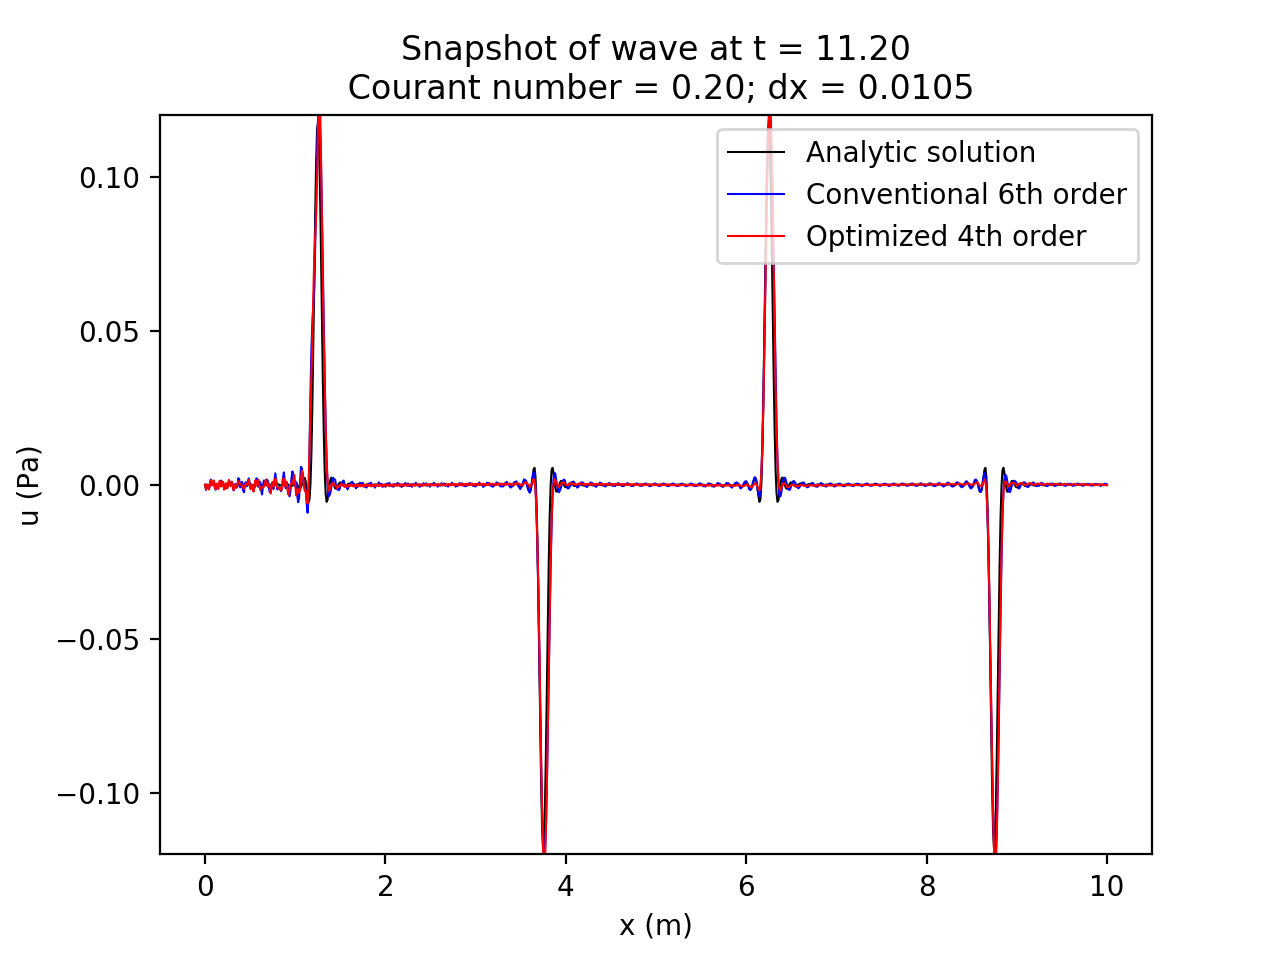 Snapshot of wave at t = 11.20
Courant number = 0.20; dx = 0.0105
Analytic solution
Conventional 6th order
Optimized 4th order
0.10
0.05
0.00
−0.05
−0.10
u (Pa)
0 2 4 6 8 10
x (m)